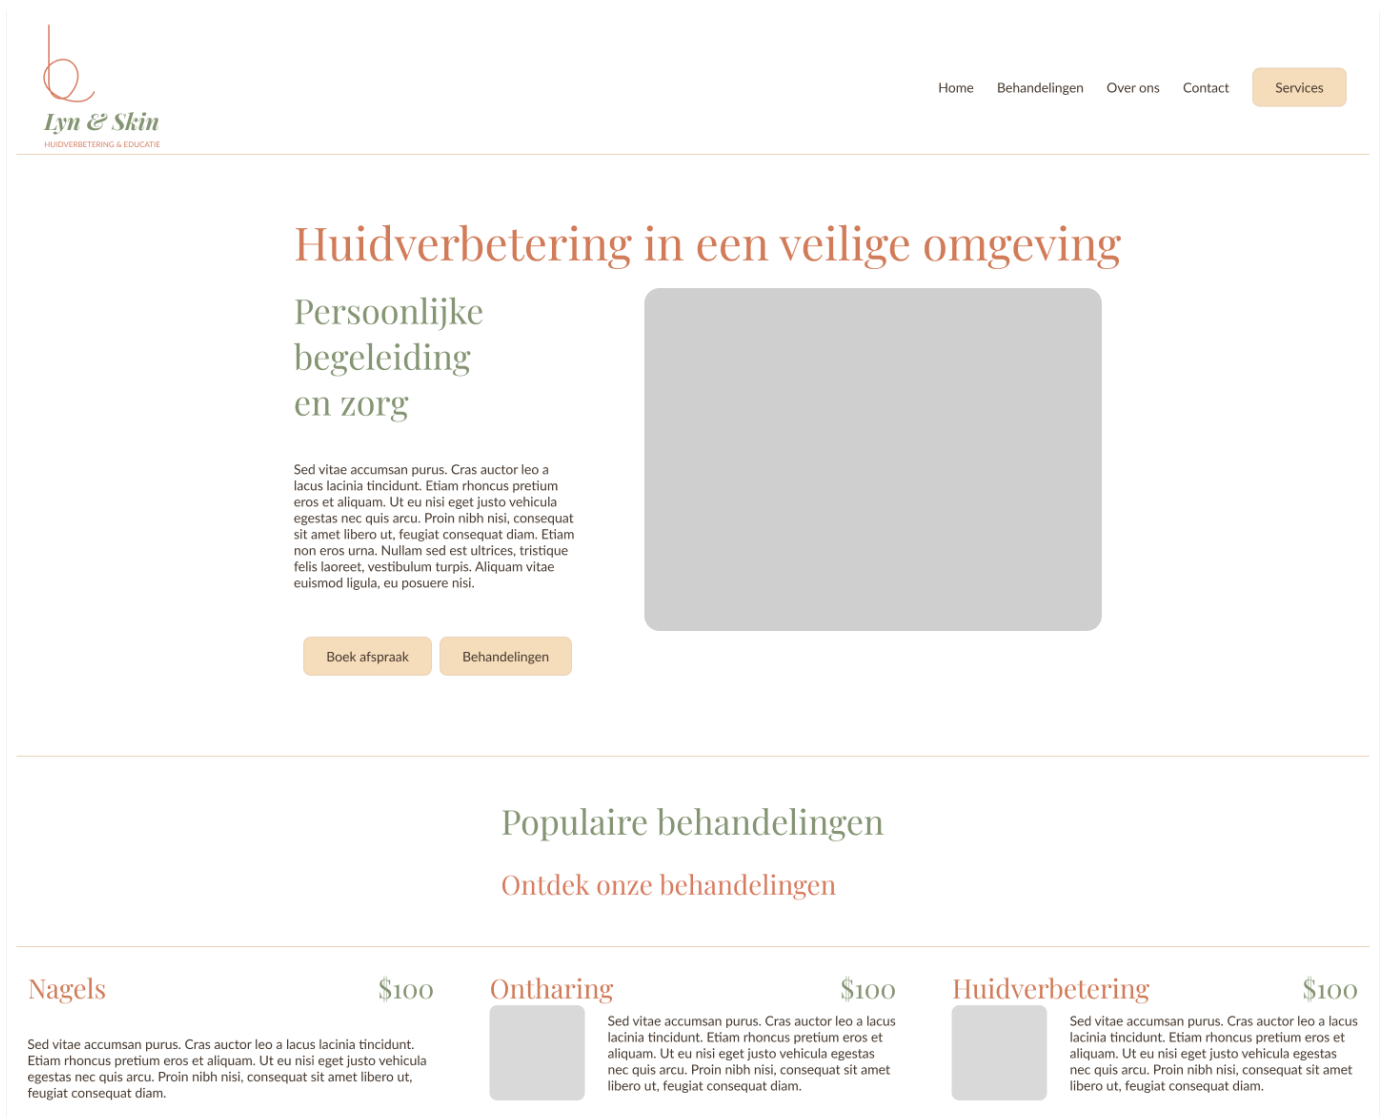 Lyn & Skin
HUIDVERBETERING & EDUCATIE
Home Behandelingen Over ons Contact Services
Huidverbetering in een veilige omgeving
Persoonlijke
begeleiding
en zorg
Sed vitae accumsan purus. Cras auctor leo a
lacus lacinia tincidunt. Etiam rhoncus pretium
eros et aliquam. Ut eu nisi eget justo vehicula
egestas nec quis arcu. Proin nibh nisi, consequat
sit amet libero ut, feugiat consequat diam. Etiam
non eros urna. Nullam sed est ultrices, tristique
felis laoreet, vestibulum turpis. Aliquam vitae
euismod ligula, eu posuere nisi.
Boek afspraak Behandelingen
Populaire behandelingen
Ontdek onze behandelingen
Nagels $100
Sed vitae accumsan purus. Cras auctor leo a lacus lacinia tincidunt.
Etiam rhoncus pretium eros et aliquam. Ut eu nisi eget justo vehicula
egestas nec quis arcu. Proin nibh nisi, consequat sit amet libero ut,
feugiat consequat diam.
Ontharing $100
Sed vitae accumsan purus. Cras auctor leo a lacus
lacinia tincidunt. Etiam rhoncus pretium eros et
aliquam. Ut eu nisi eget justo vehicula egestas
nec quis arcu. Proin nibh nisi, consequat sit amet
libero ut, feugiat consequat diam.
Huidverbetering $100
Sed vitae accumsan purus. Cras auctor leo a lacus
lacinia tincidunt. Etiam rhoncus pretium eros et
aliquam. Ut eu nisi eget justo vehicula egestas
nec quis arcu. Proin nibh nisi, consequat sit amet
libero ut, feugiat consequat diam.